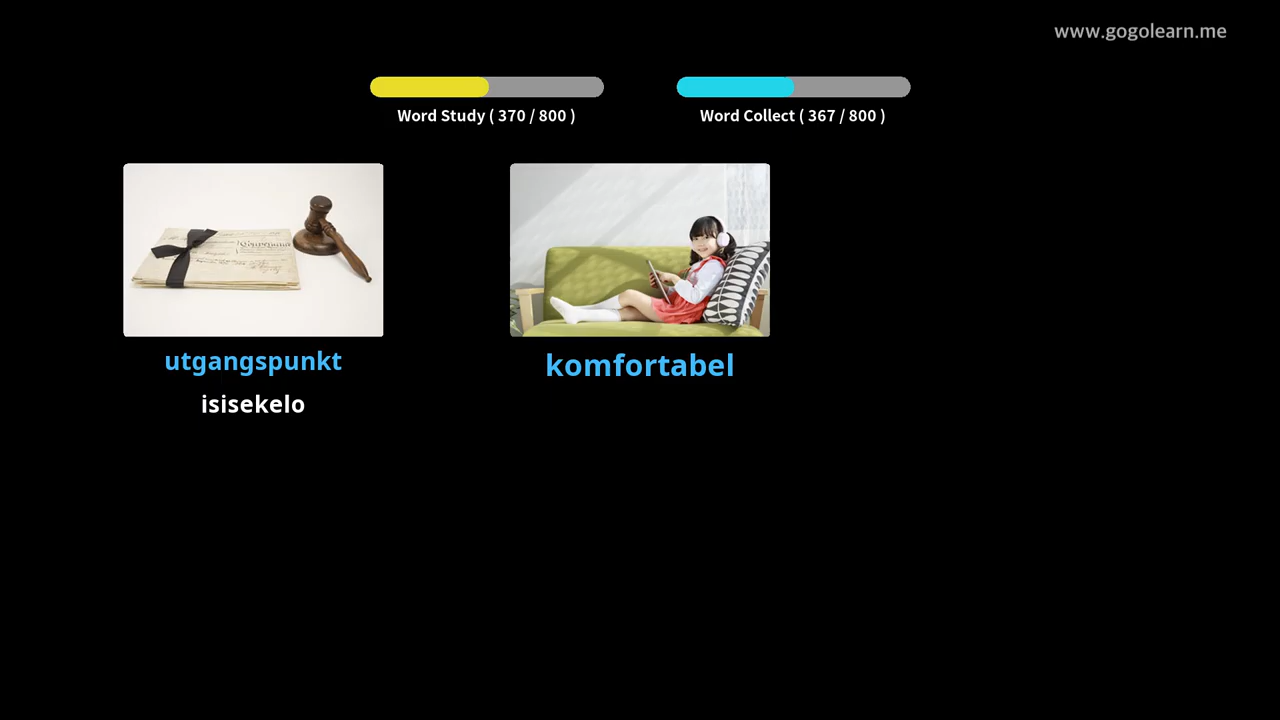 www.gogolearn.me
Word Study ( 370 / 800 )
Word Collect ( 367 / 800 )
utgangspunkt
komfortabel
isisekelo